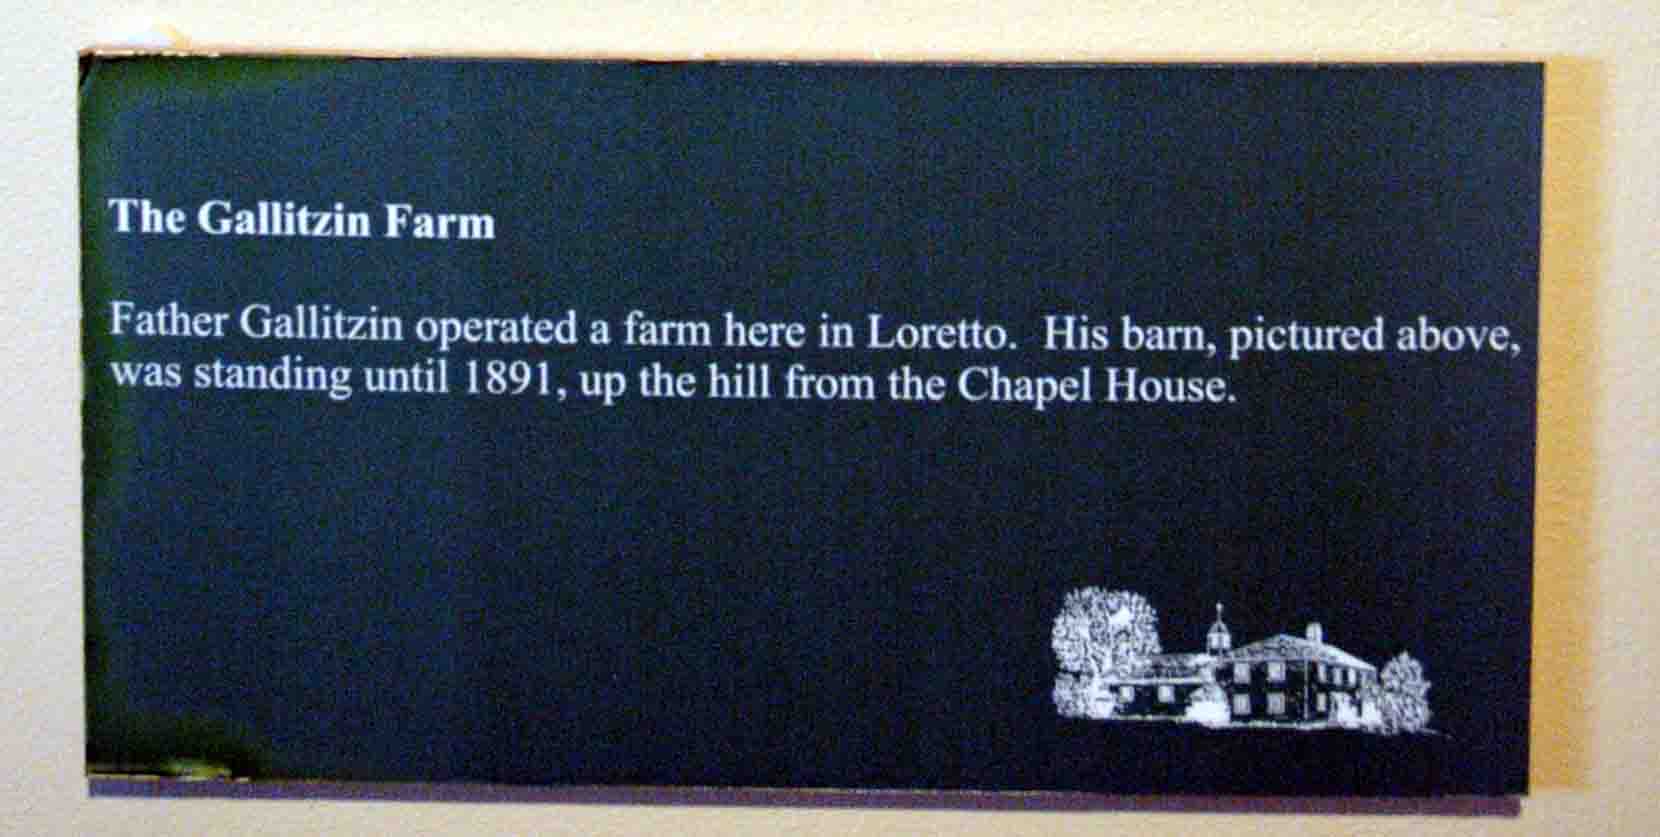 The Gallitzin Farm
Father Gallitzin operated a farm here in Loretto.  His barn, pictured above,
was standing until 1891, up the hill from the Chapel House.